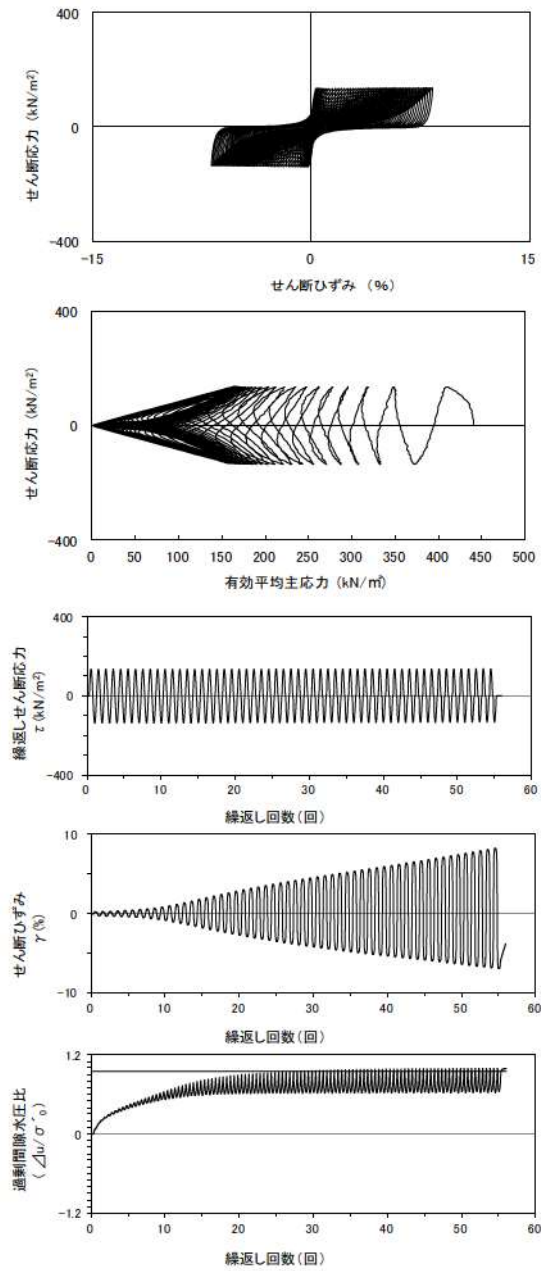 400
0
-400
せん断応力 (kN/m²)
-15
0
15
せん断ひずみ (%)
400
0
-400
せん断応力 (kN/m²)
0 50 100 150 200 250 300 350 400 450 500
有効平均主応力 (kN/㎡)
400
0
-400
繰返しせん断応力
τ (kN/m²)
0 10 20 30 40 50 60
繰返し回数(回)
10
0
-10
せん断ひずみ
γ(%)
0 10 20 30 40 50 60
繰返し回数(回)
1.2
0
-1.2
過剰間隙水圧比
(⊿u/σ´₀)
0 10 20 30 40 50 60
繰返し回数(回)